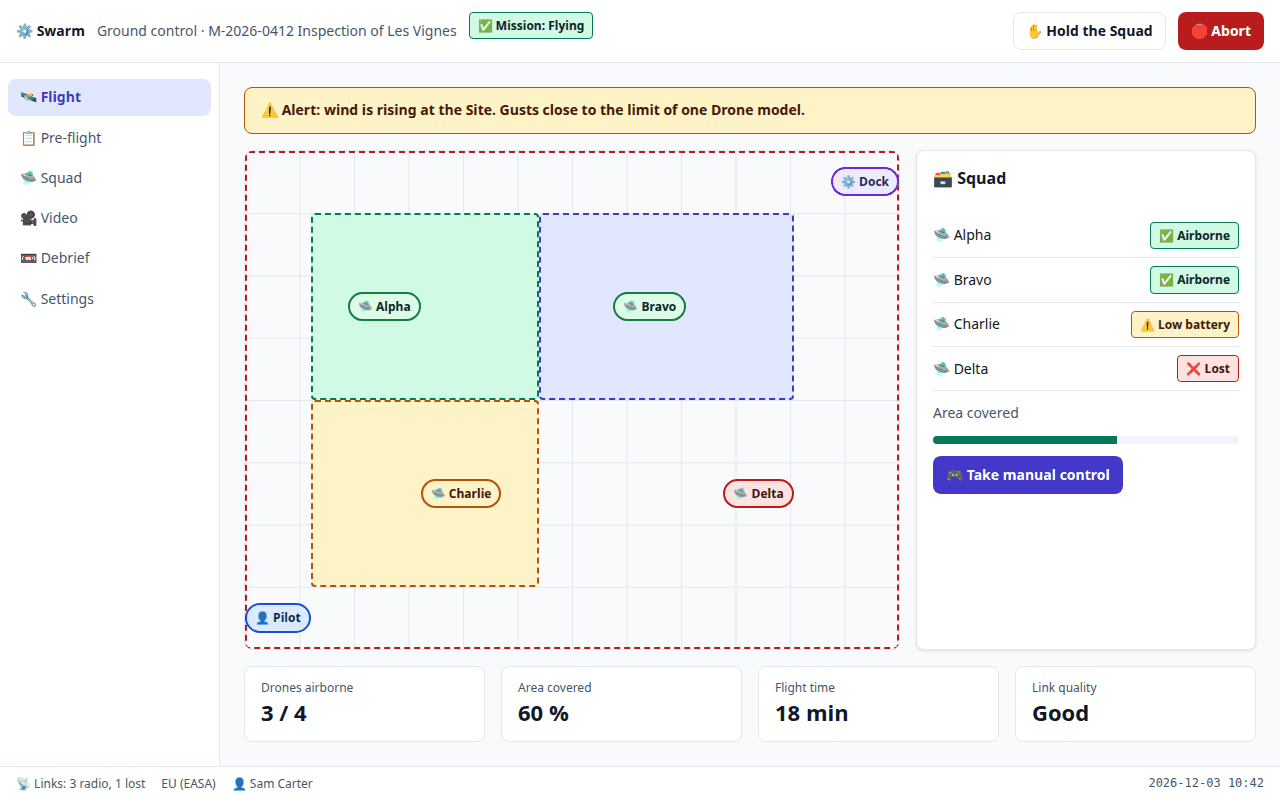 Swarm
Ground control · M-2026-0412 Inspection of Les Vignes
Mission: Flying
Hold the Squad
Abort
Flight
Pre-flight
Squad
Video
Debrief
Settings
Alert: wind is rising at the Site. Gusts close to the limit of one Drone model.
Dock
Alpha
Bravo
Charlie
Delta
Pilot
Squad
Alpha Airborne
Bravo Airborne
Charlie Low battery
Delta Lost
Area covered
Take manual control
Drones airborne
3 / 4
Area covered
60 %
Flight time
18 min
Link quality
Good
Links: 3 radio, 1 lost
EU (EASA)
Sam Carter
2026-12-03 10:42